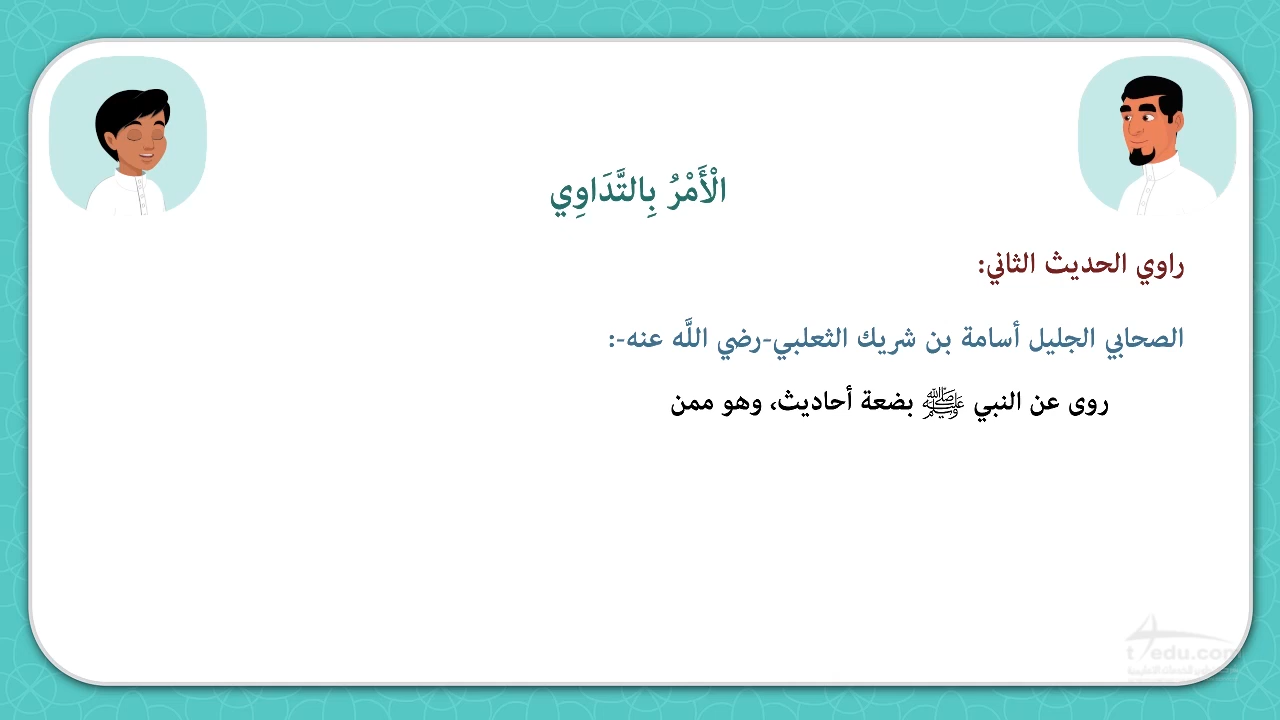 الْأَمْرُ بِالتَّدَاوِي
راوي الحديث الثاني:
الصحابي الجليل أسامة بن شريك الثعلبي-رضي اللَّه عنه-:
روى عن النبي ﷺ بضعة أحاديث، وهو ممن
t4edu.com